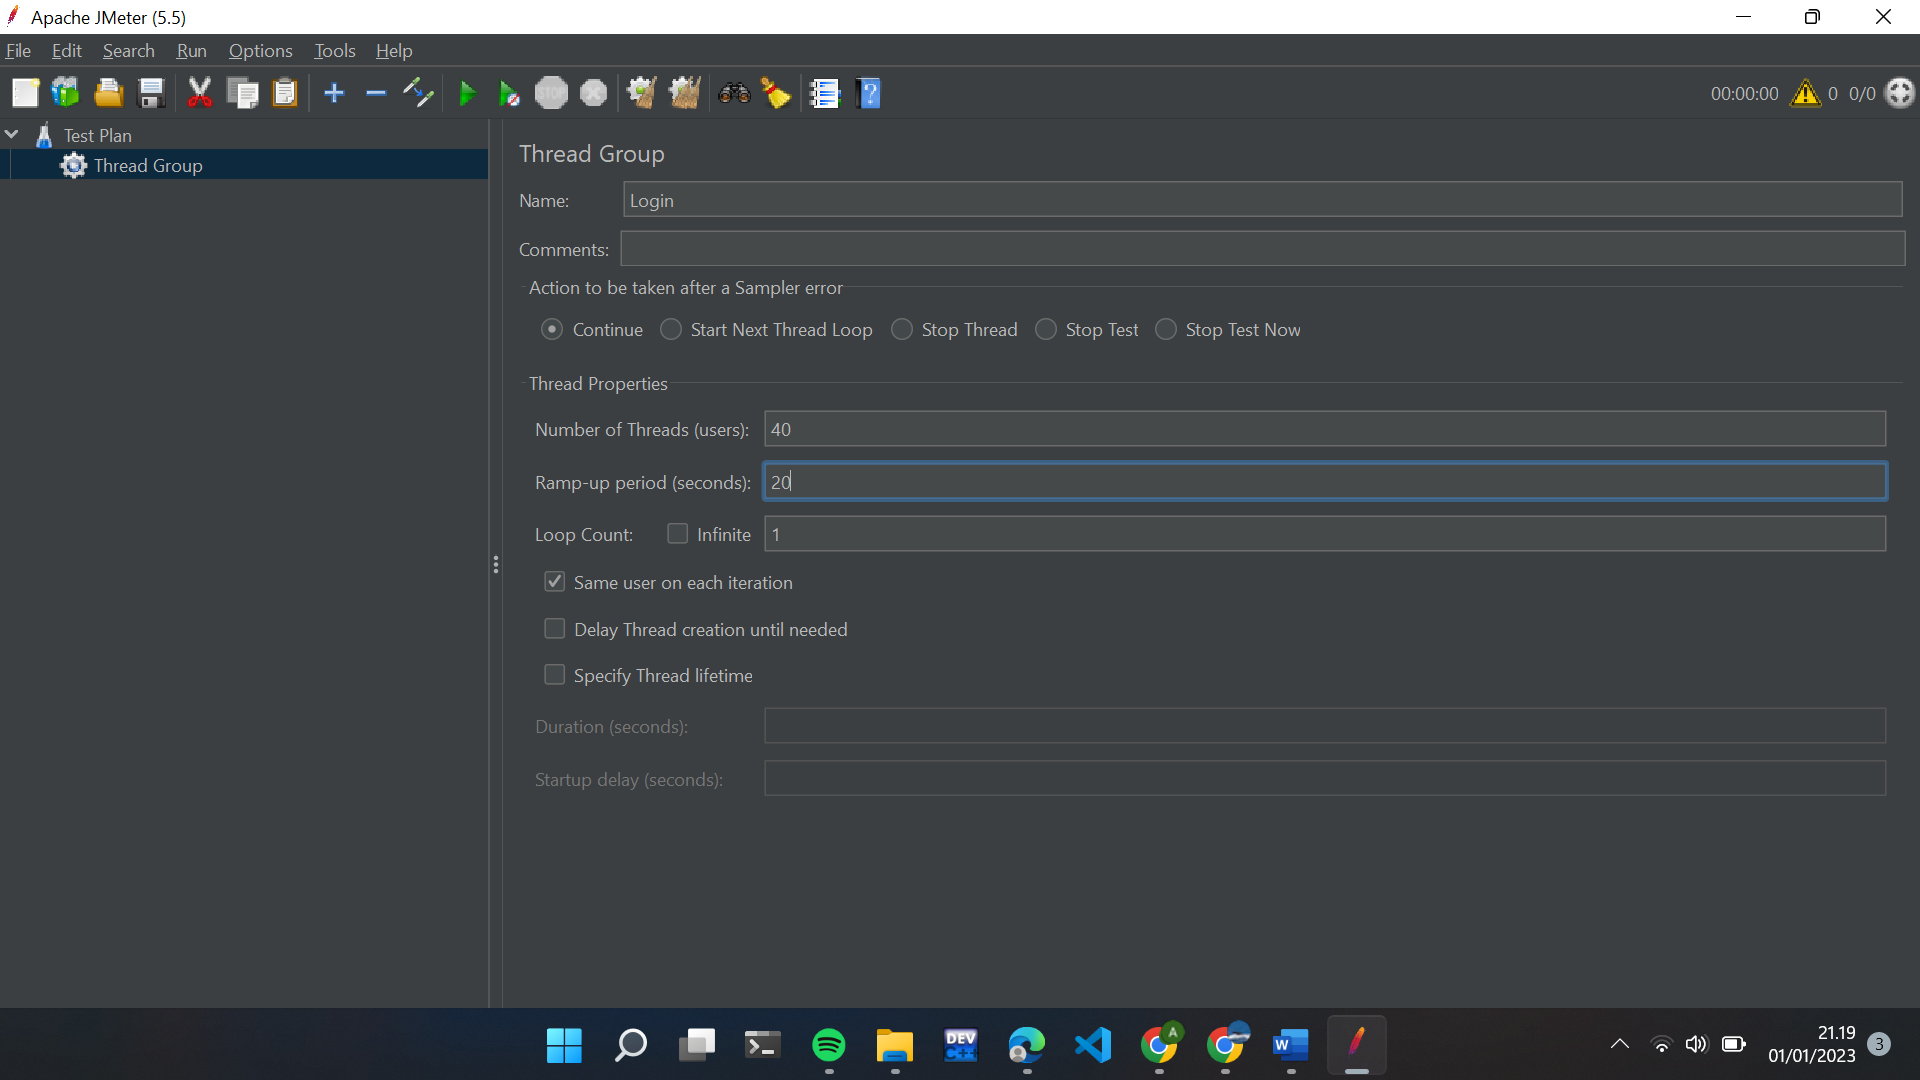 Apache JMeter (5.5)
File Edit Search Run Options Tools Help
STOP
00:00:00 0 0/0
Test Plan
Thread Group
Thread Group
Name: Login
Comments:
Action to be taken after a Sampler error
Continue Start Next Thread Loop Stop Thread Stop Test Stop Test Now
Thread Properties
Number of Threads (users): 40
Ramp-up period (seconds): 20
Loop Count: Infinite 1
Same user on each iteration
Delay Thread creation until needed
Specify Thread lifetime
Duration (seconds):
Startup delay (seconds):
DEV
C++
A
W
21.19
01/01/2023
3